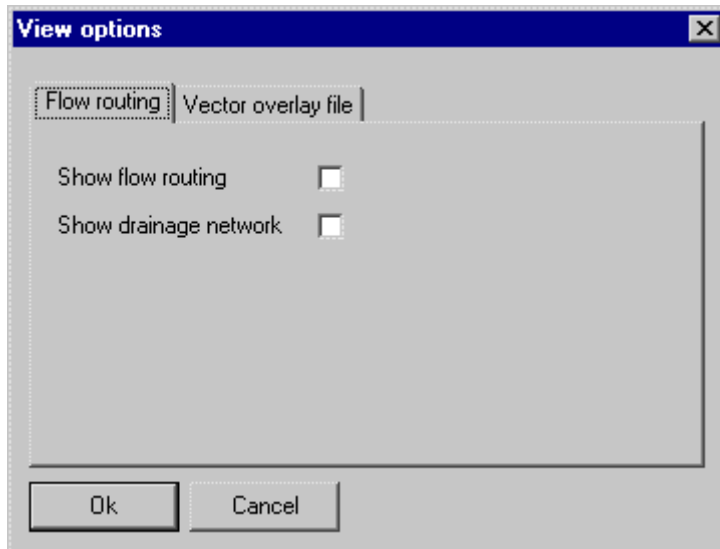 View options
Flow routing Vector overlay file
Show flow routing
Show drainage network
Ok Cancel